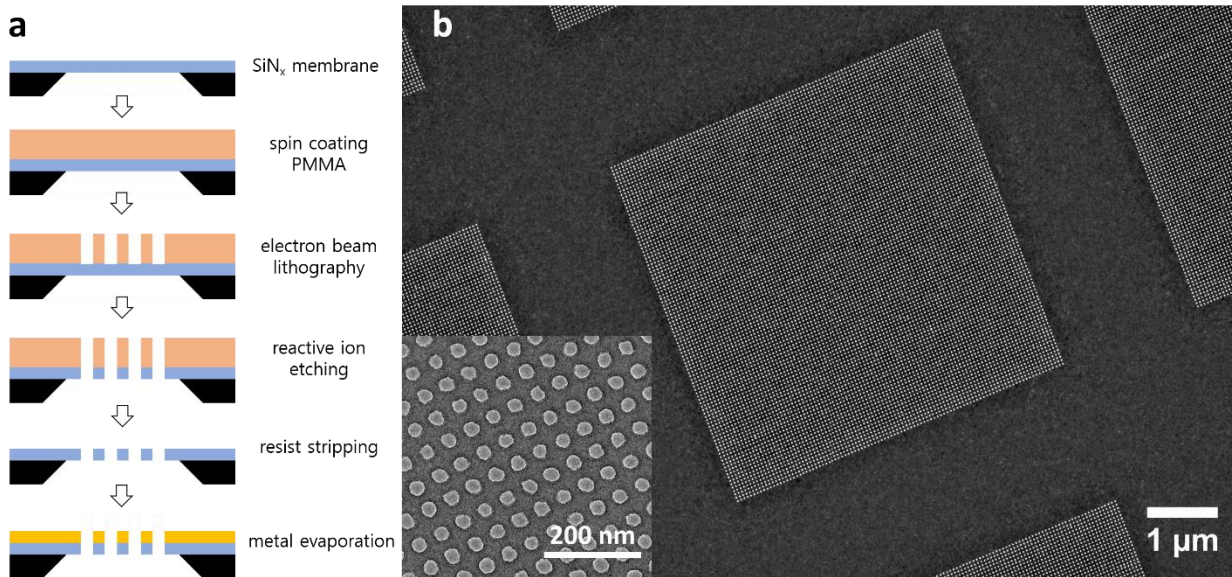 a
SiNₓ membrane
spin coating
PMMA
electron beam
lithography
reactive ion
etching
resist stripping
metal evaporation
b
200 nm
1 µm